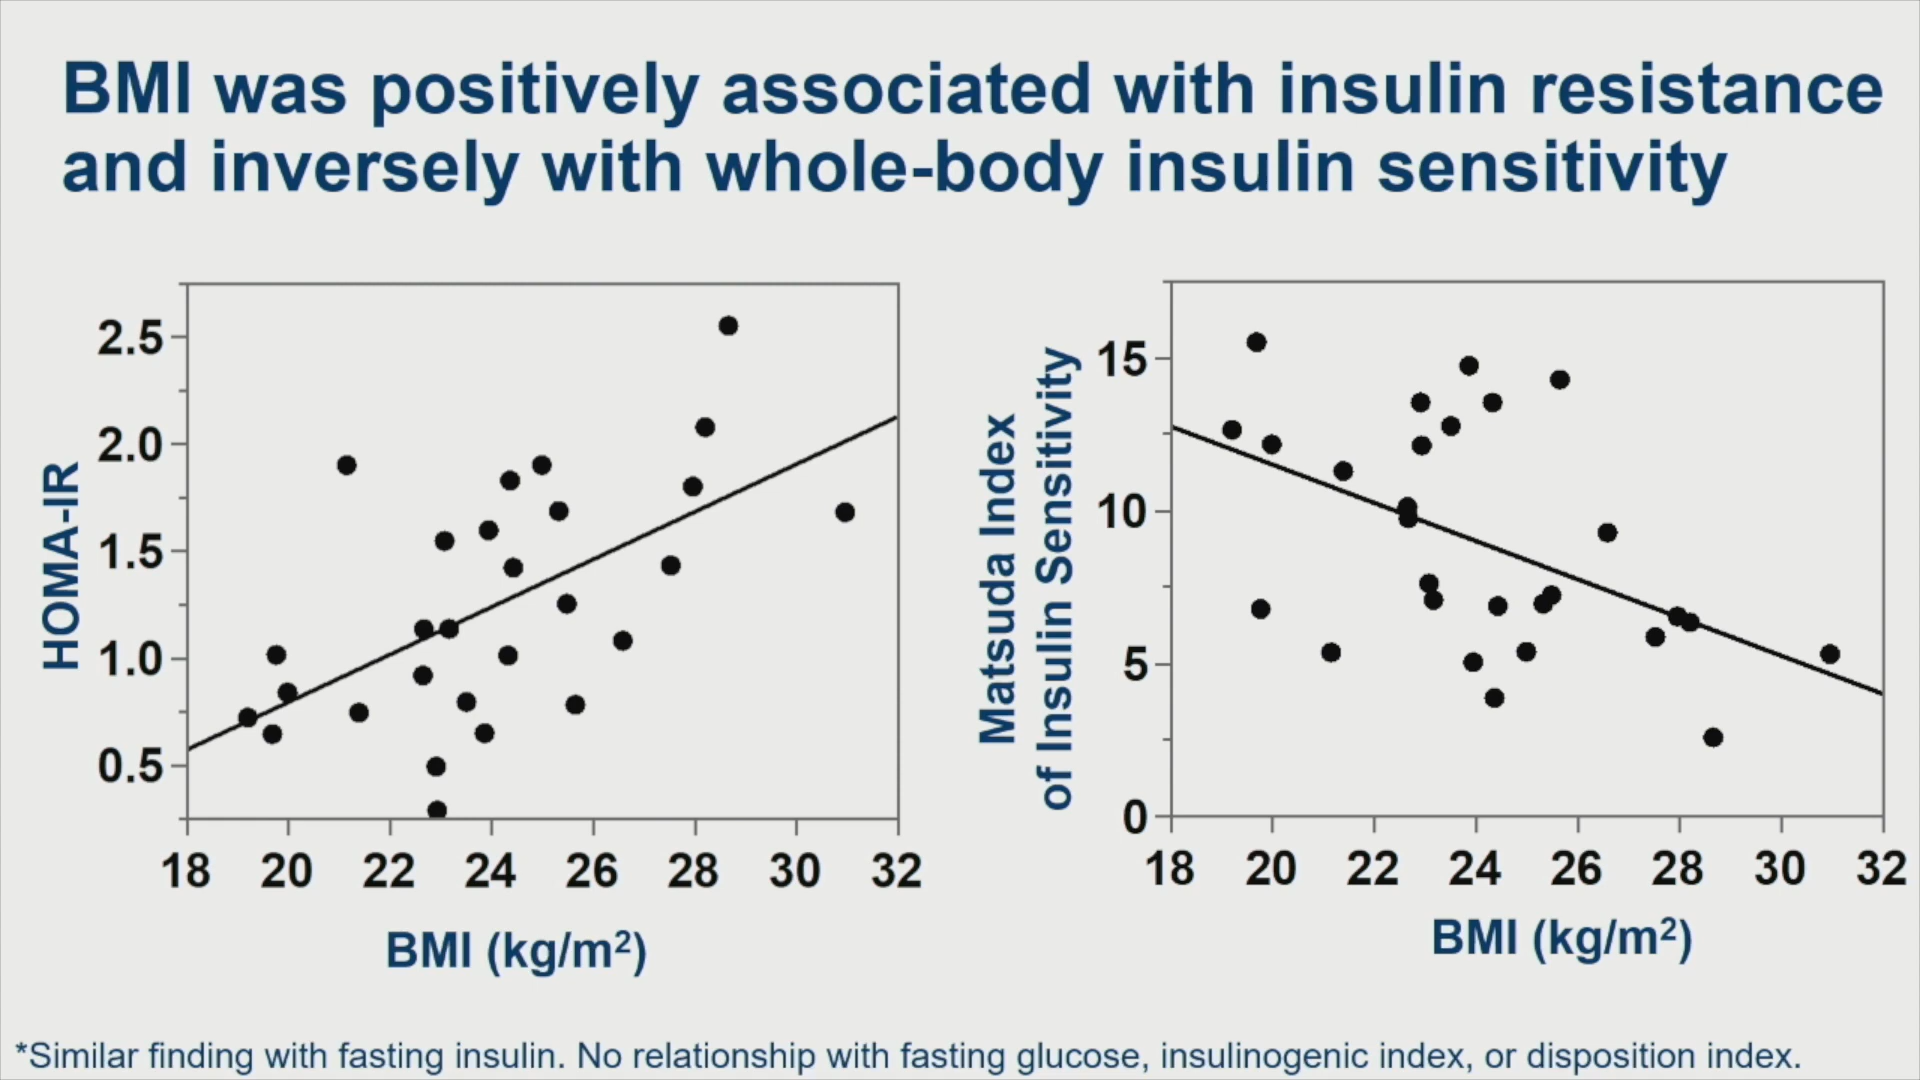 BMI was positively associated with insulin resistance
and inversely with whole-body insulin sensitivity
HOMA-IR
2.5
2.0
1.5
1.0
0.5
18 20 22 24 26 28 30 32
BMI (kg/m²)
Matsuda Index
of Insulin Sensitivity
15
10
5
0
18 20 22 24 26 28 30 32
BMI (kg/m²)
*Similar finding with fasting insulin. No relationship with fasting glucose, insulinogenic index, or disposition index.